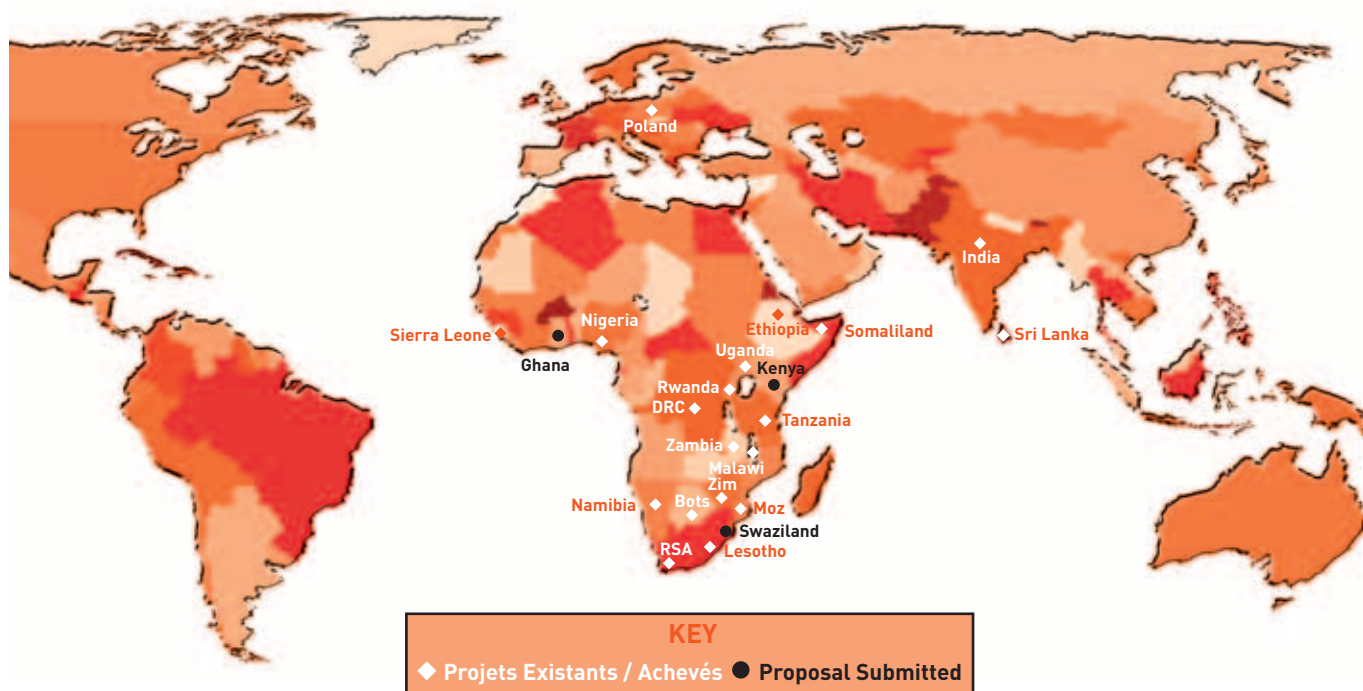 Poland
India
Nigeria
Sierra Leone
Ethiopia
Somaliland
Sri Lanka
Ghana
Uganda
Kenya
Rwanda
DRC
Tanzania
Zambia
Malawi
Zim
Namibia
Bots
Moz
Swaziland
RSA
Lesotho
KEY
Projets Existants / Achevés
Proposal Submitted